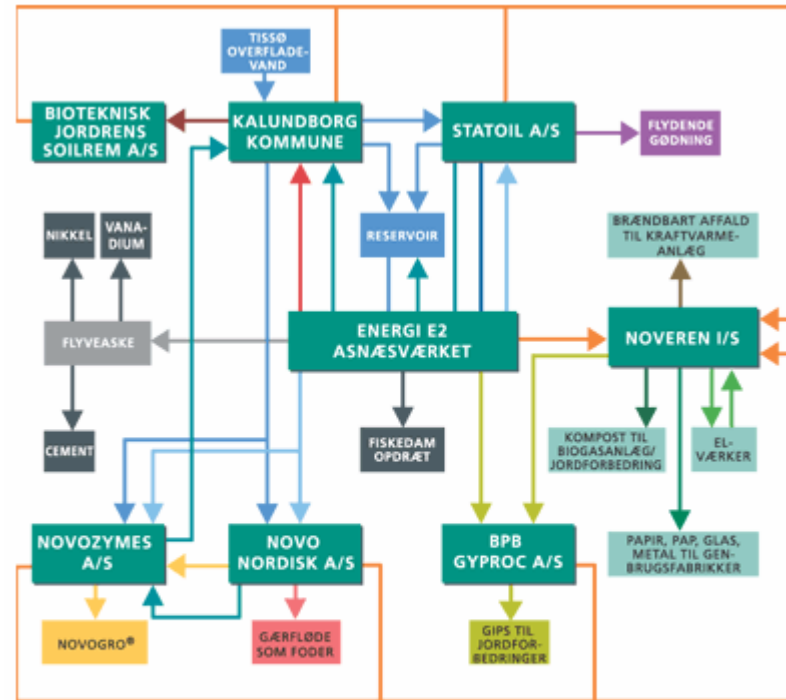 TISSØ
OVERFLADE-
VAND
BIOTEKNISK
JORDRENS
SOILREM A/S
KALUNDBORG
KOMMUNE
STATOIL A/S
FLYDENDE
GØDNING
NIKKEL
VANA-
DIUM
RESERVOIR
BRÆNDBART AFFALD
TIL KRAFTVARME-
ANLÆG
FLYVEASKE
ENERGI E2
ASNÆSVÆRKET
NOVEREN I/S
CEMENT
FISKEDAM
OPDRÆT
KOMPOST TIL
BIOGASANLÆG/
JORDFORBEDRING
EL-
VÆRKER
NOVOZYMES
A/S
NOVO
NORDISK A/S
BPB
GYPROC A/S
PAPIR, PAP, GLAS,
METAL TIL GEN-
BRUGSFABRIKKER
NOVOGRO®
GÆRFLØDE
SOM FODER
GIPS TIL
JORDFOR-
BEDRINGER